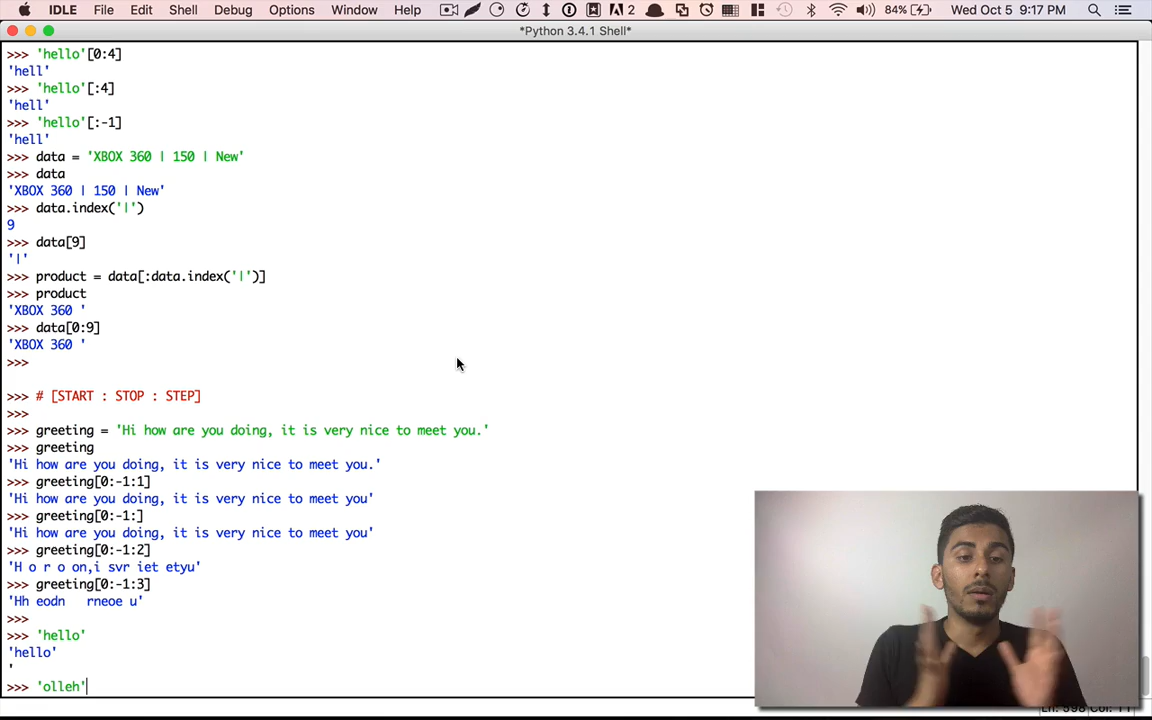 IDLE File Edit Shell Debug Options Window Help 2 84% Wed Oct 5 9:17 PM
*Python 3.4.1 Shell*
>>> 'hello'[0:4]
'hell'
>>> 'hello'[:4]
'hell'
>>> 'hello'[:-1]
'hell'
>>> data = 'XBOX 360 | 150 | New'
>>> data
'XBOX 360 | 150 | New'
>>> data.index('|')
9
>>> data[9]
'|'
>>> product = data[:data.index('|')]
>>> product
'XBOX 360 '
>>> data[0:9]
'XBOX 360 '
>>>
>>> # [START : STOP : STEP]
>>>
>>> greeting = 'Hi how are you doing, it is very nice to meet you.'
>>> greeting
'Hi how are you doing, it is very nice to meet you.'
>>> greeting[0:-1:1]
'Hi how are you doing, it is very nice to meet you'
>>> greeting[0:-1:]
'Hi how are you doing, it is very nice to meet you'
>>> greeting[0:-1:2]
'H o r o on,i svr iet etyu'
>>> greeting[0:-1:3]
'Hh eodn   rneoe u'
>>>
>>> 'hello'
'hello'
'
>>> 'olleh'